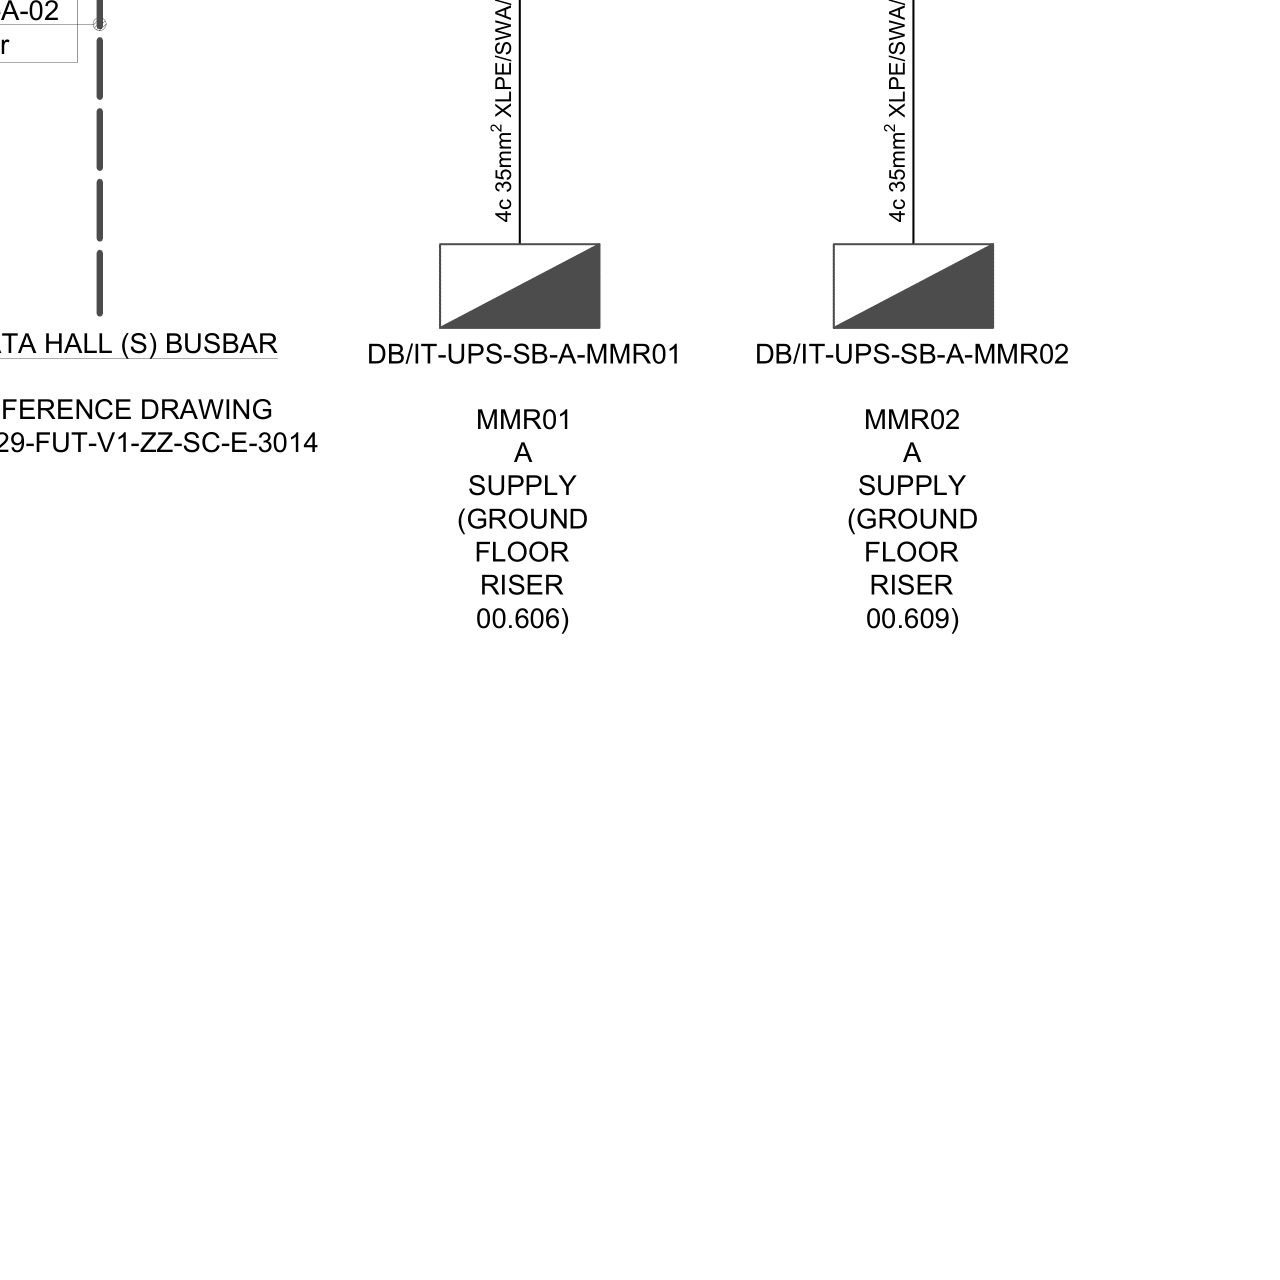 A-02
r
4c 35mm² XLPE/SWA/
4c 35mm² XLPE/SWA/
TA HALL (S) BUSBAR
FERENCE DRAWING
29-FUT-V1-ZZ-SC-E-3014
DB/IT-UPS-SB-A-MMR01
MMR01
A
SUPPLY
(GROUND
FLOOR
RISER
00.606)
DB/IT-UPS-SB-A-MMR02
MMR02
A
SUPPLY
(GROUND
FLOOR
RISER
00.609)